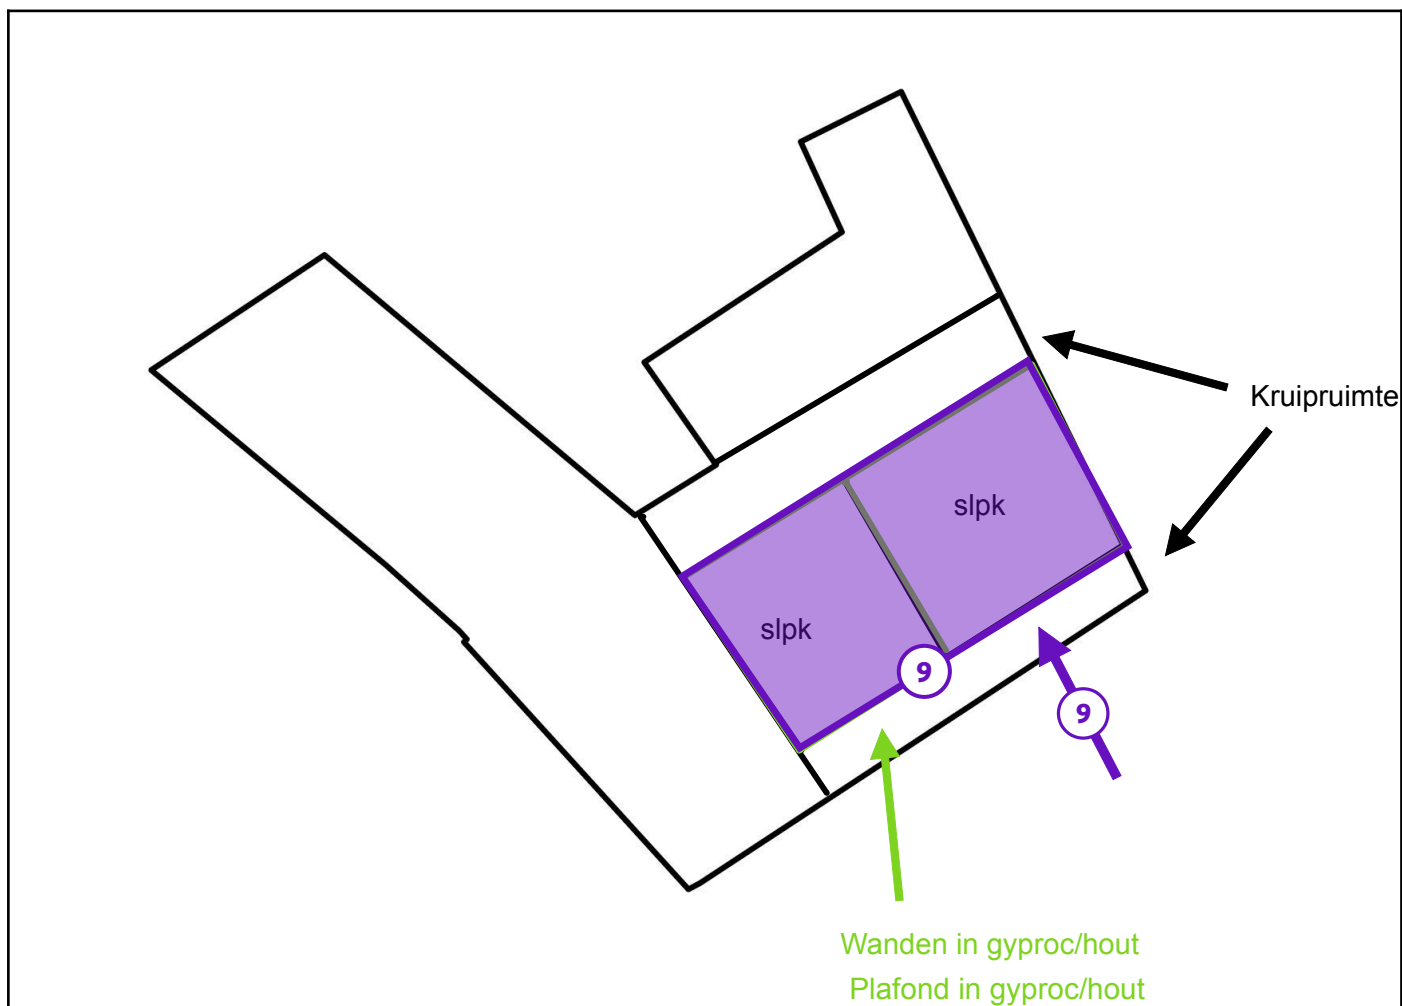 Kruipruimte
slpk
slpk
9
9
Wanden in gyproc/hout
Plafond in gyproc/hout